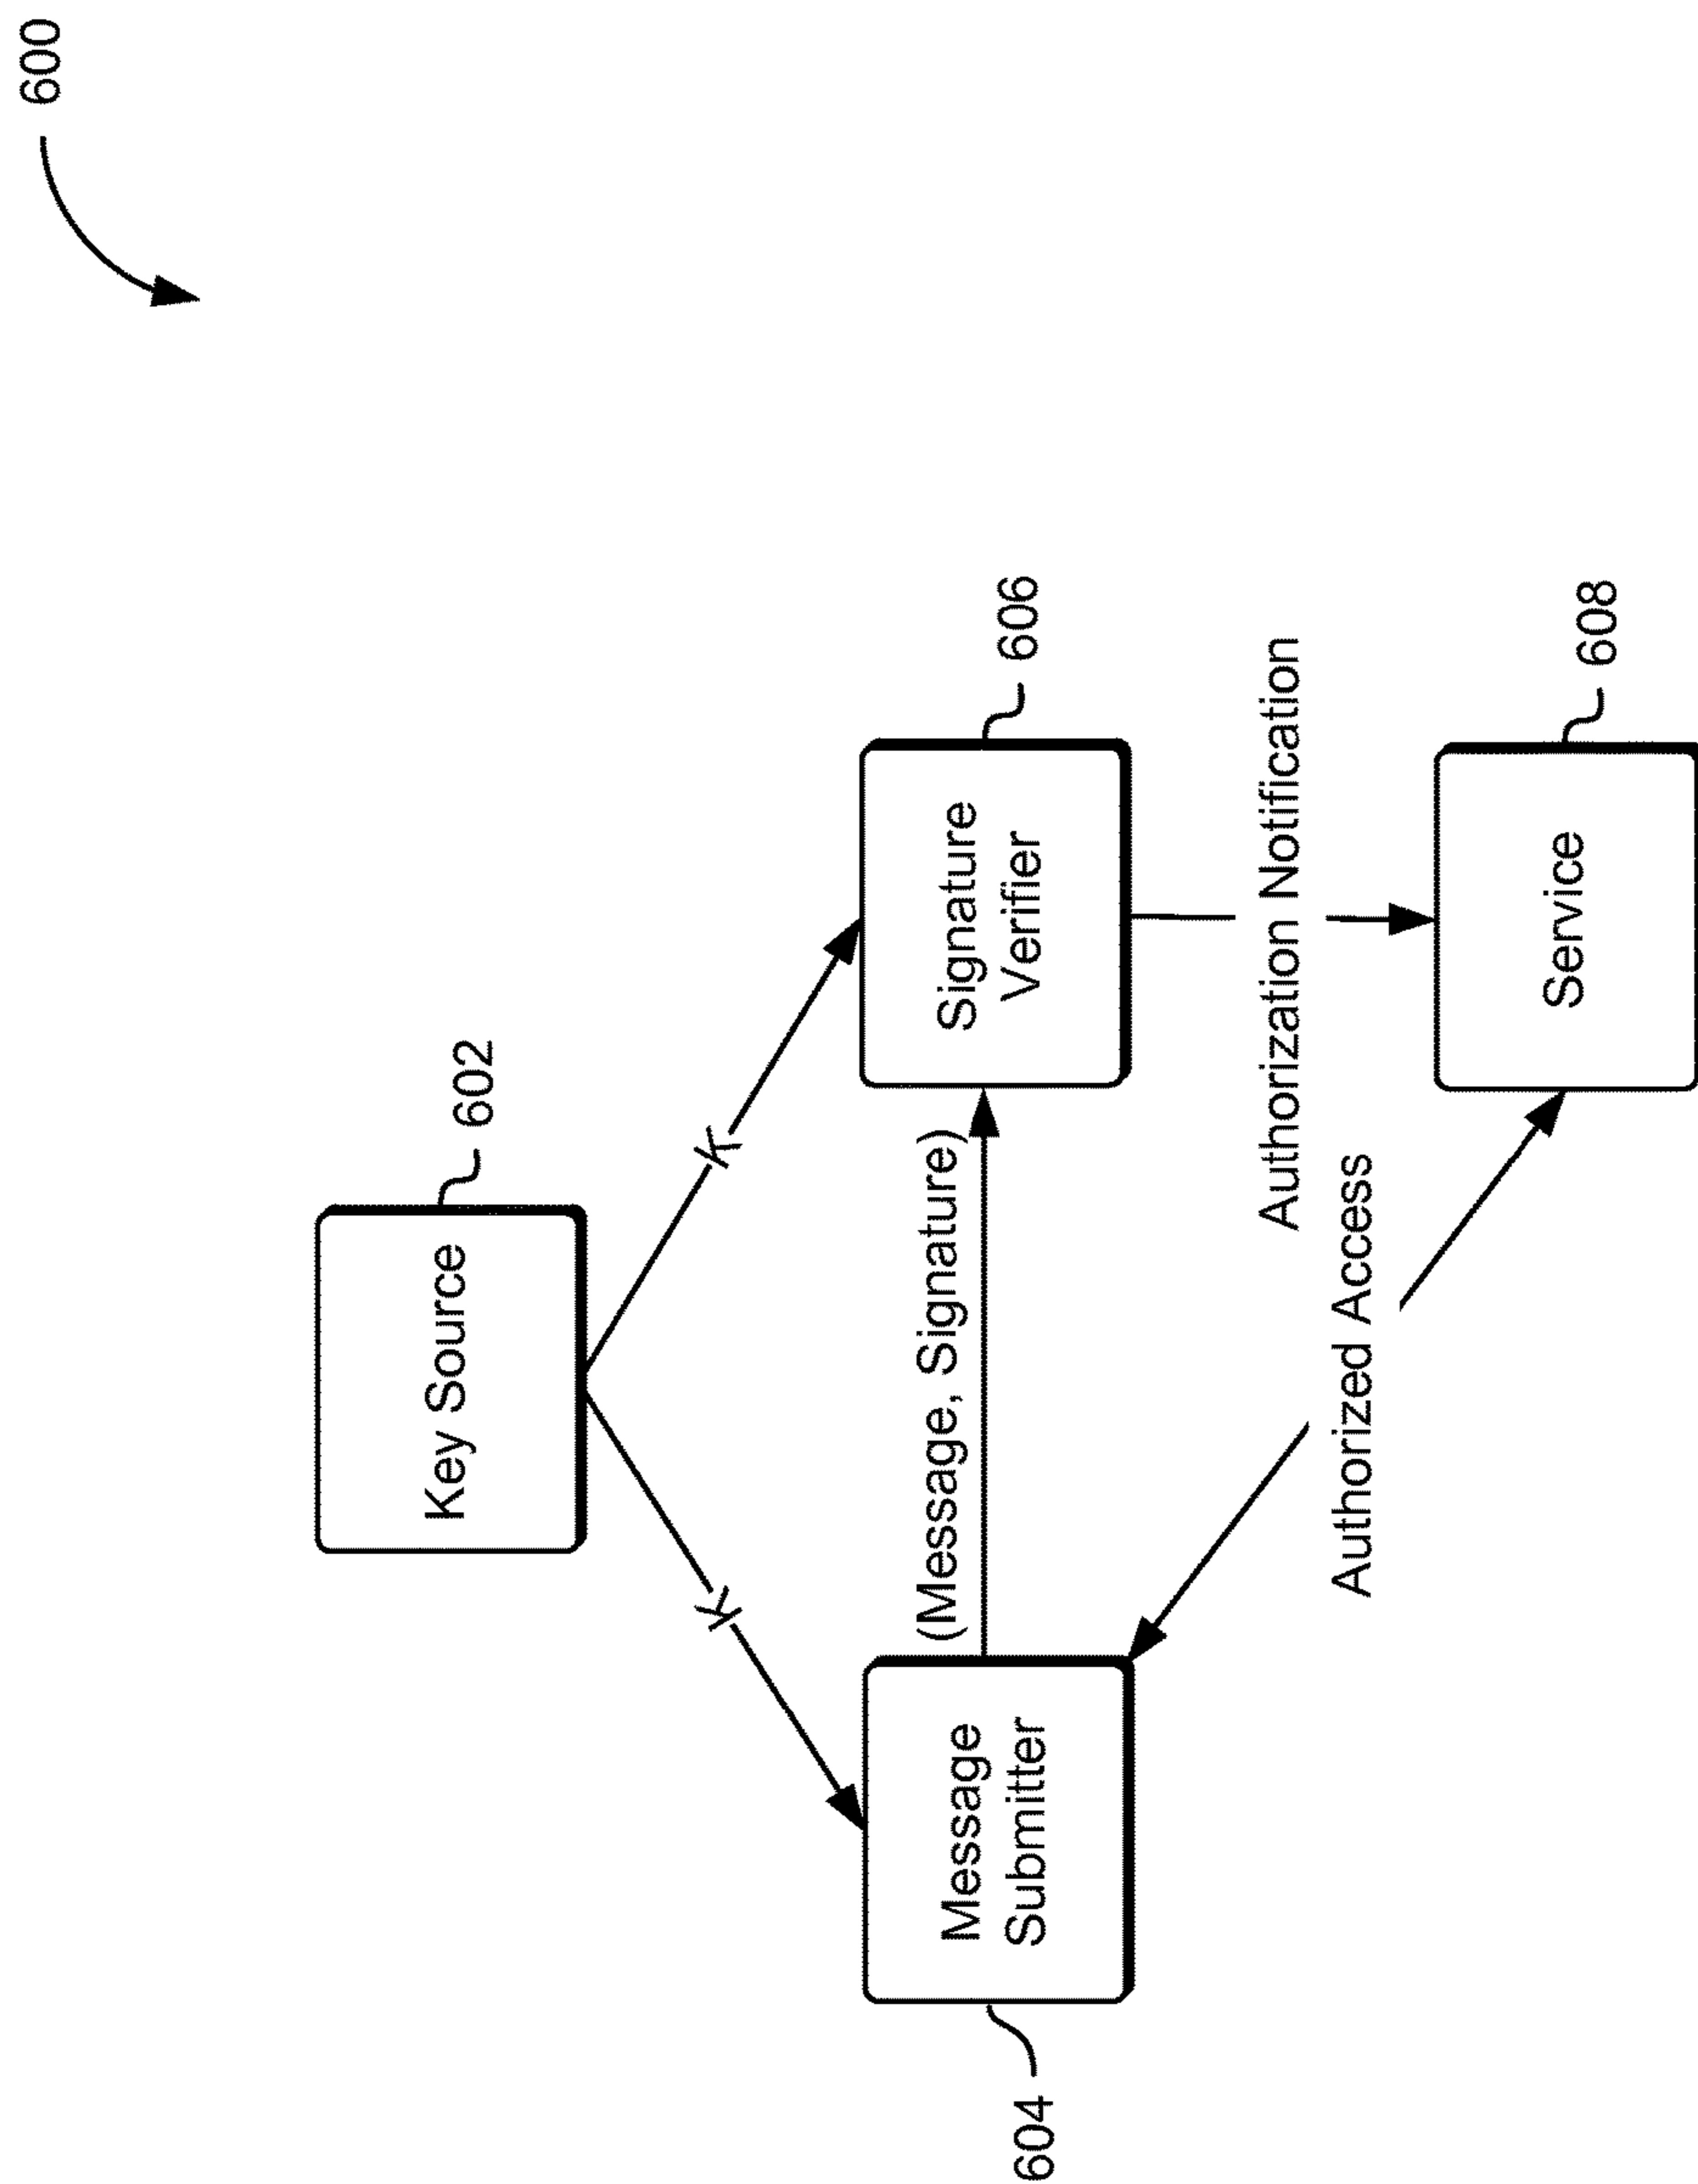 600
Key Source
602
K
K
(Message, Signature)
Message
Submitter
604
Signature
Verifier
606
Authorization Notification
Authorized Access
Service
608